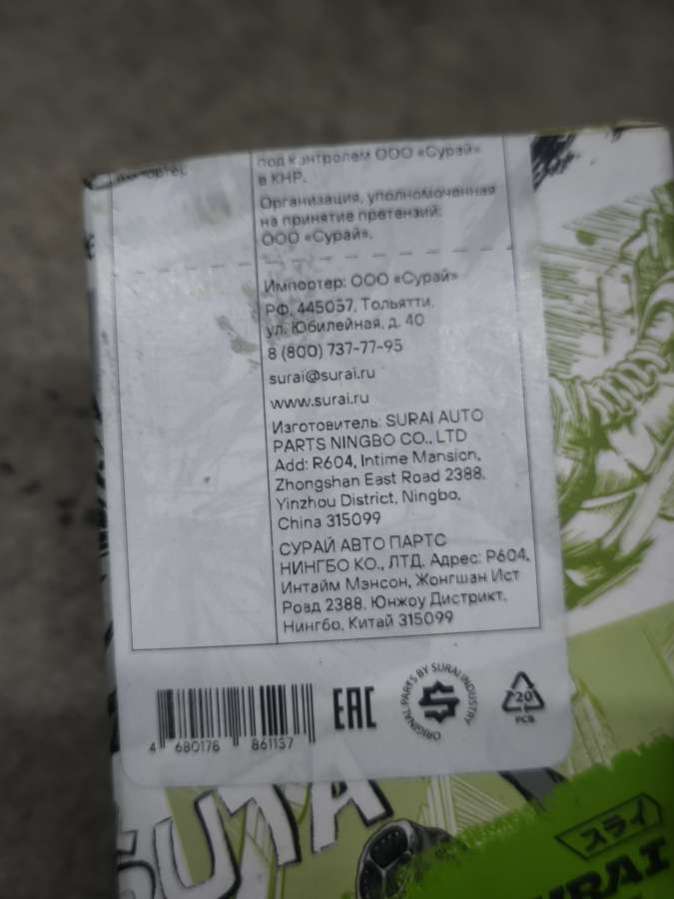 под контролем ООО «Сурай»
в КНР.
Организация, уполномоченная
на принятие претензий:
ООО «Сурай».
Импортер: ООО «Сурай»
РФ, 445057, Тольятти,
ул. Юбилейная, д. 40
8 (800) 737-77-95
surai@surai.ru
www.surai.ru
Изготовитель: SURAI AUTO
PARTS NINGBO CO., LTD
Add: R604, Intime Mansion,
Zhongshan East Road 2388,
Yinzhou District, Ningbo,
China 315099
СУРАЙ АВТО ПАРТС
НИНГБО КО., ЛТД. Адрес: Р604,
Интайм Мэнсон, Жонгшан Ист
Роад 2388, Юнжоу Дистрикт,
Нингбо, Китай 315099
4 680178 861157
EAC
ORIGINAL PARTS BY SURAI INDUSTRY
20
PCB
スライ
SURAI